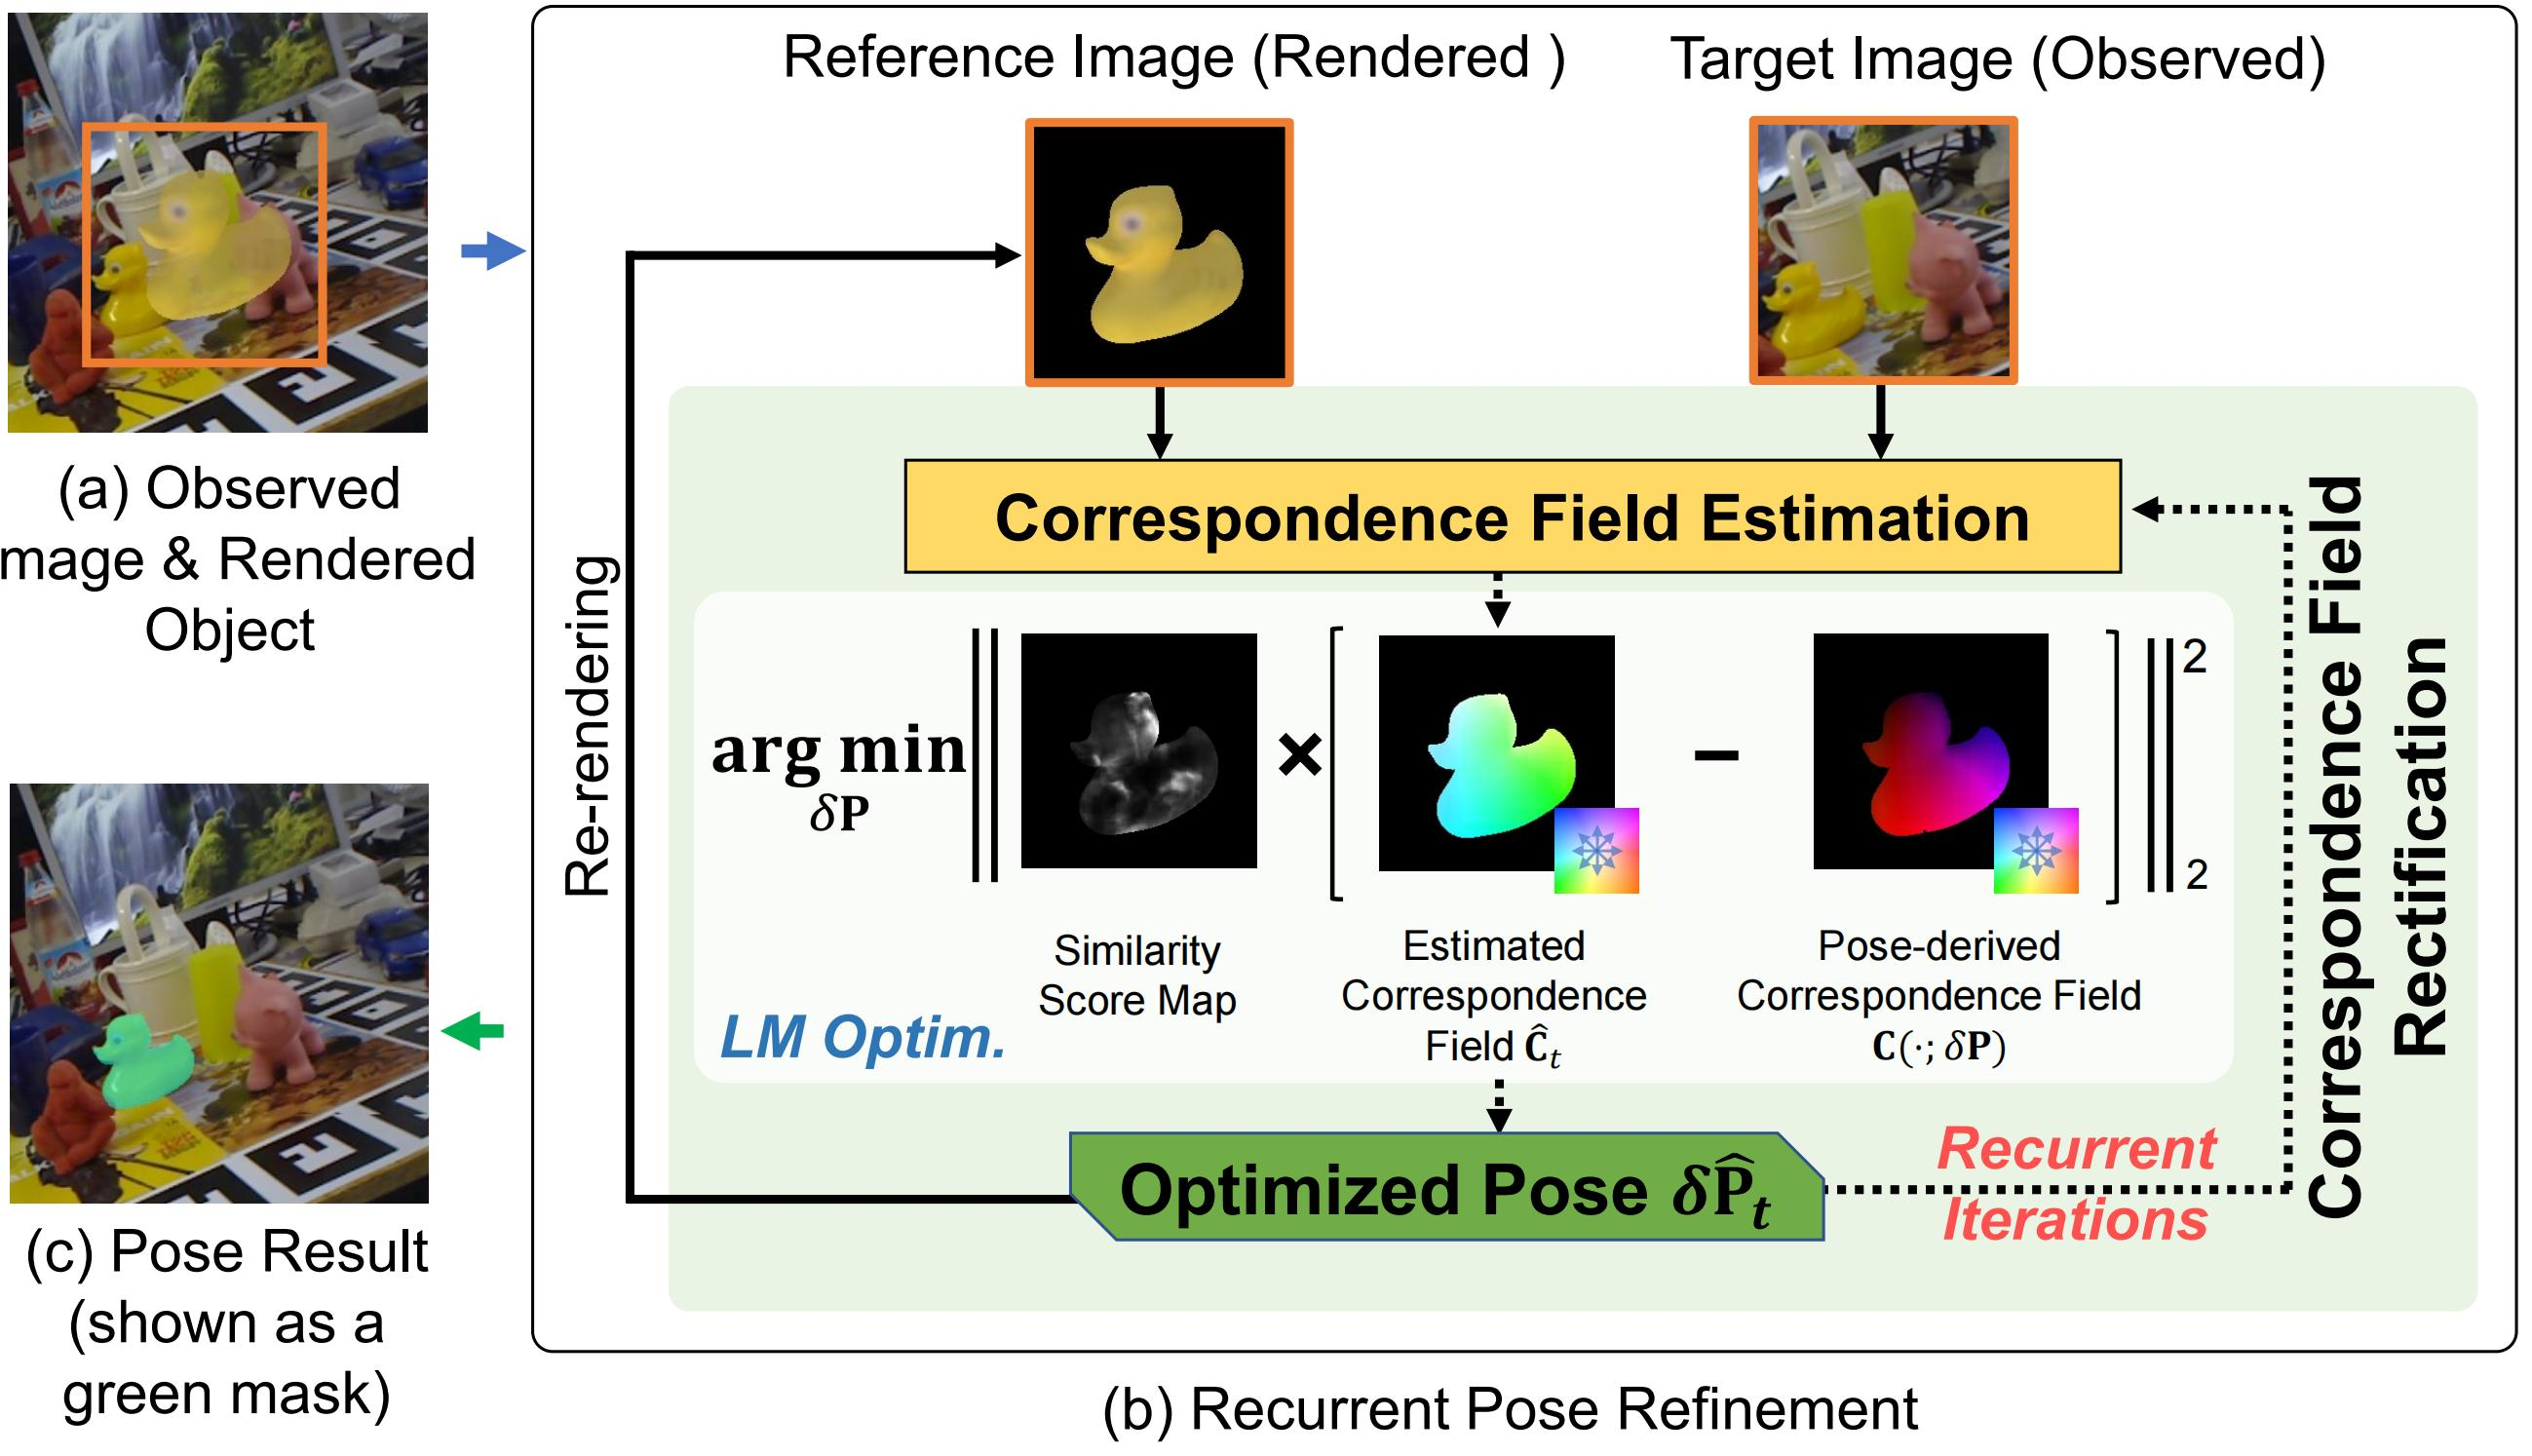 Reference Image (Rendered )
Target Image (Observed)
(a) Observed
mage & Rendered
Object
Re-rendering
Correspondence Field Estimation
arg min
δP
×
−
2
2
Similarity
Score Map
Estimated
Correspondence
Field Ĉt
Pose-derived
Correspondence Field
C(·; δP)
LM Optim.
Correspondence Field
Rectification
Optimized Pose δP̂t
Recurrent
Iterations
(c) Pose Result
(shown as a
green mask)
(b) Recurrent Pose Refinement